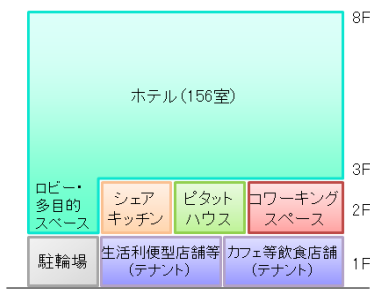 8F
ホテル(156室)
3F
ロビー・
多目的
スペース
シェア
キッチン
ピタット
ハウス
コワーキング
スペース
2F
駐輪場
生活利便型店舗等
(テナント)
カフェ等飲食店舗
(テナント)
1F